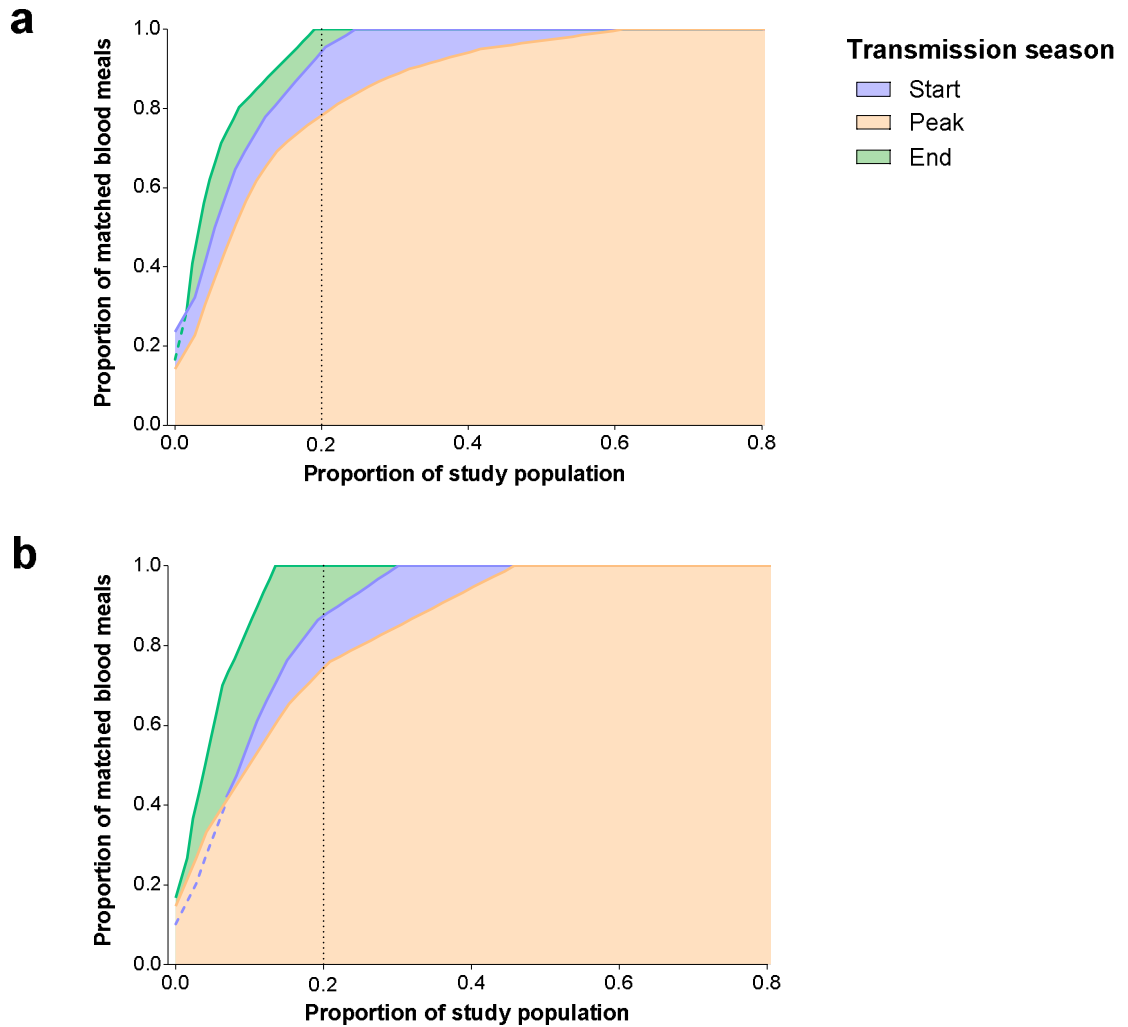 a
Proportion of matched blood meals
1.0
0.8
0.6
0.4
0.2
0.0
0.0 0.2 0.4 0.6 0.8
Proportion of study population
Transmission season
Start
Peak
End
b
Proportion of matched blood meals
1.0
0.8
0.6
0.4
0.2
0.0
0.0 0.2 0.4 0.6 0.8
Proportion of study population